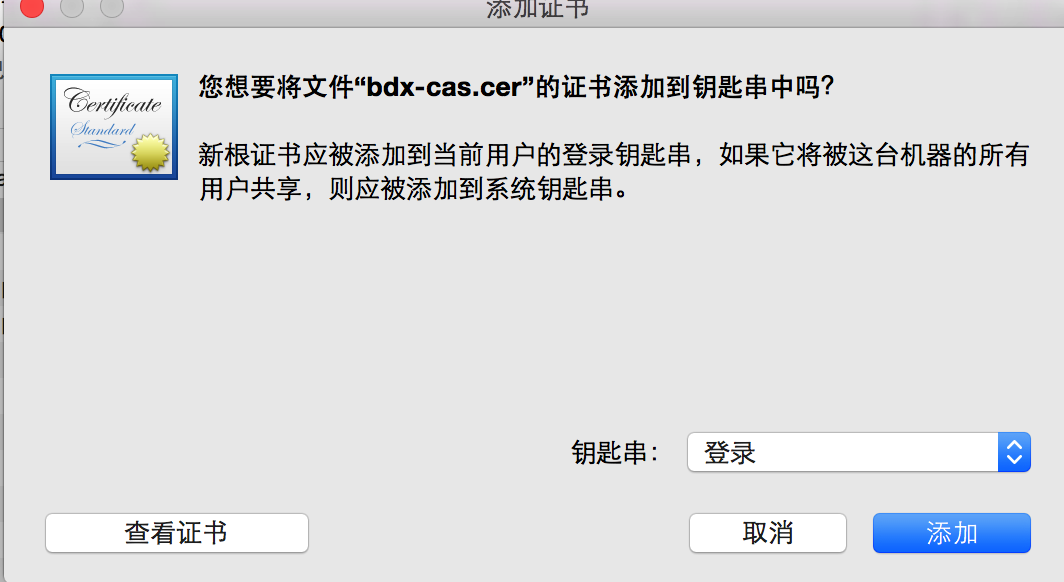 添加证书
Certificate
Standard
您想要将文件“bdx-cas.cer”的证书添加到钥匙串中吗？
新根证书应被添加到当前用户的登录钥匙串，如果它将被这台机器的所有
用户共享，则应被添加到系统钥匙串。
钥匙串：
登录
查看证书
取消
添加